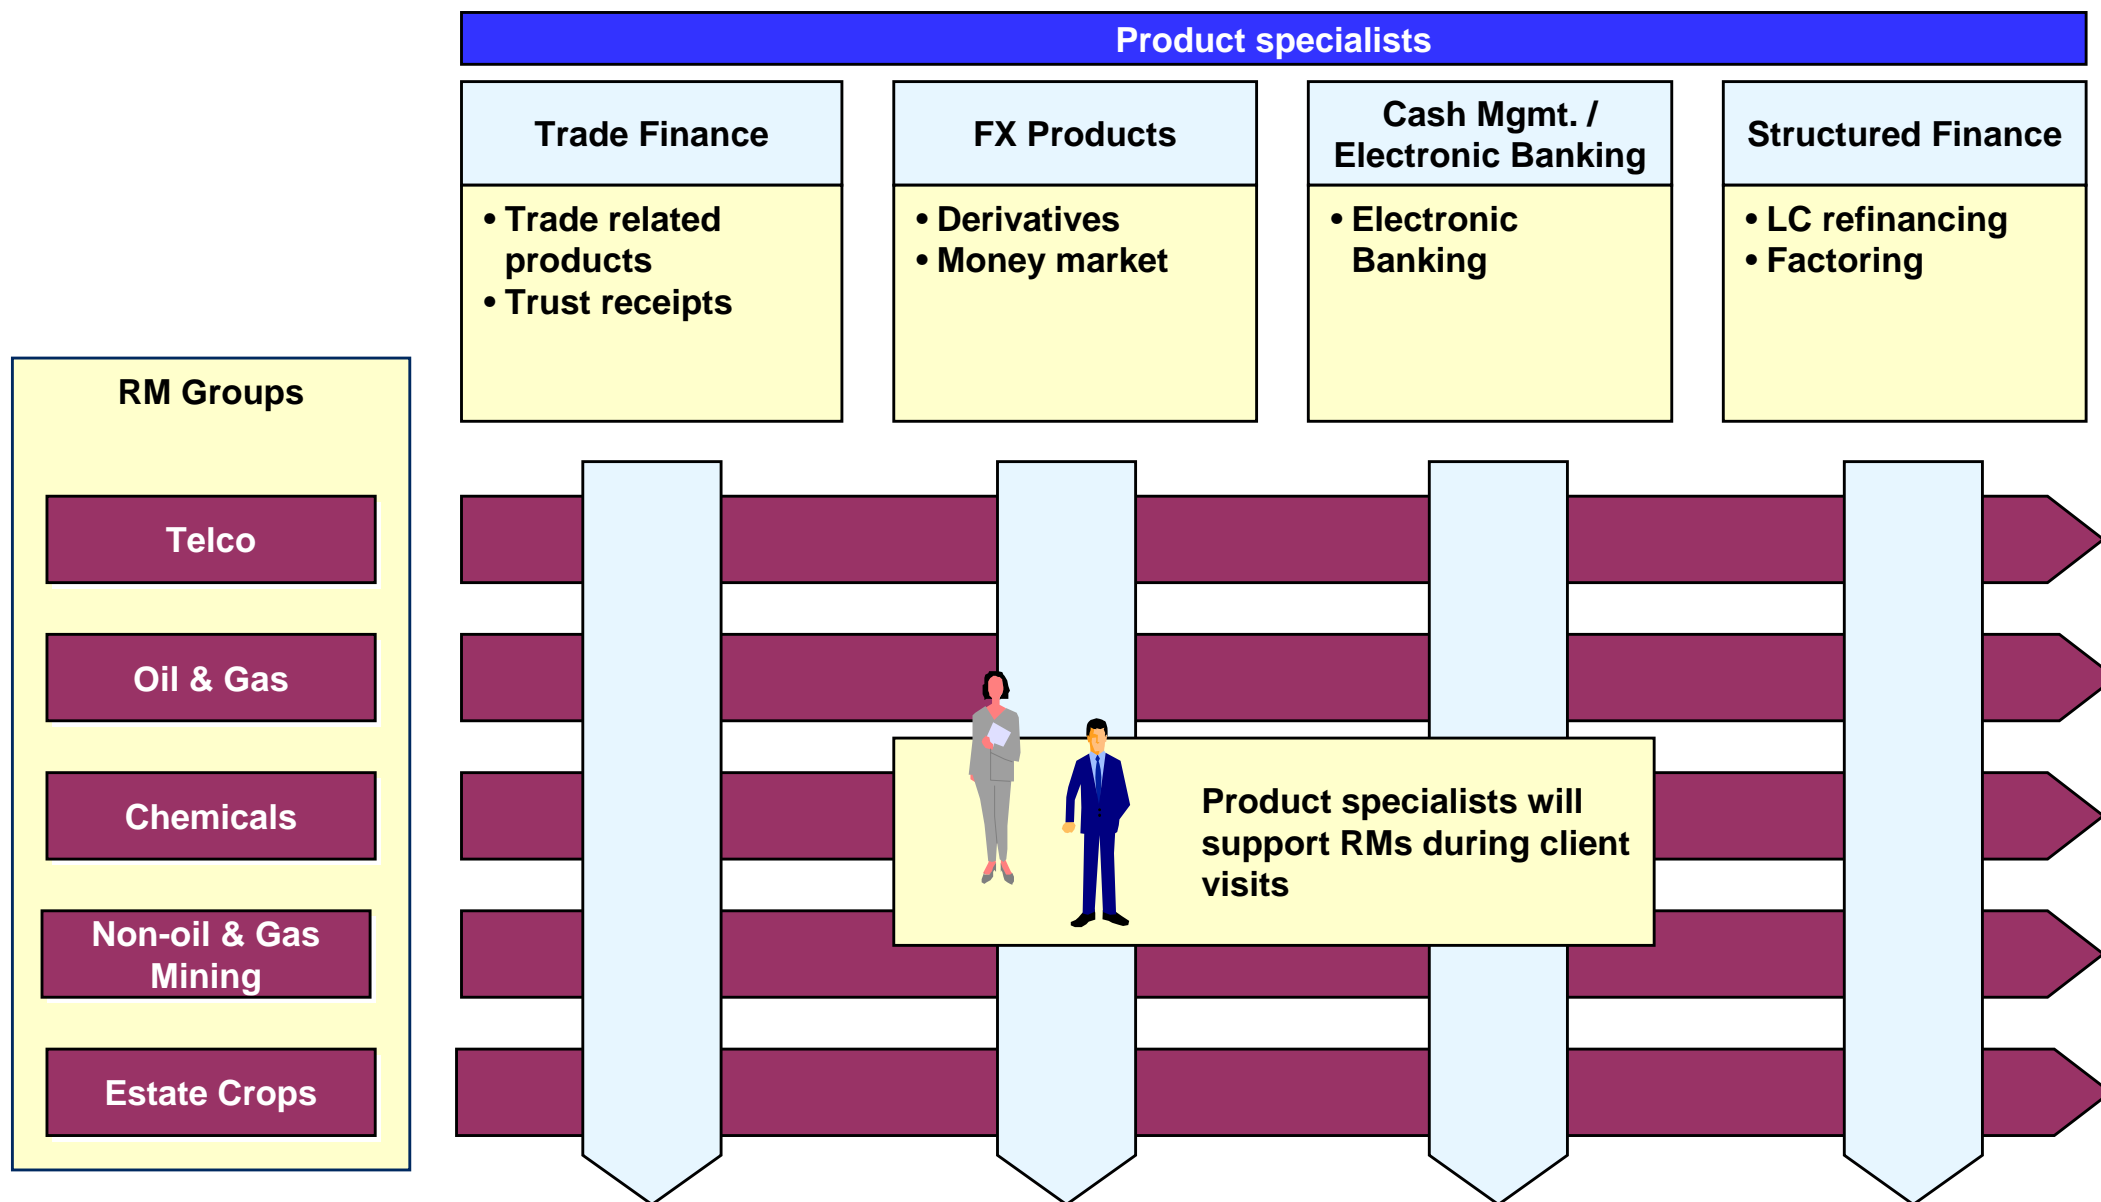 Product specialists
Trade Finance
FX Products
Cash Mgmt. /
Electronic Banking
Structured Finance
• Trade related
products
• Trust receipts
• Derivatives
• Money market
• Electronic
Banking
• LC refinancing
• Factoring
RM Groups
Telco
Oil & Gas
Chemicals
Non-oil & Gas
Mining
Estate Crops
Product specialists will
support RMs during client
visits